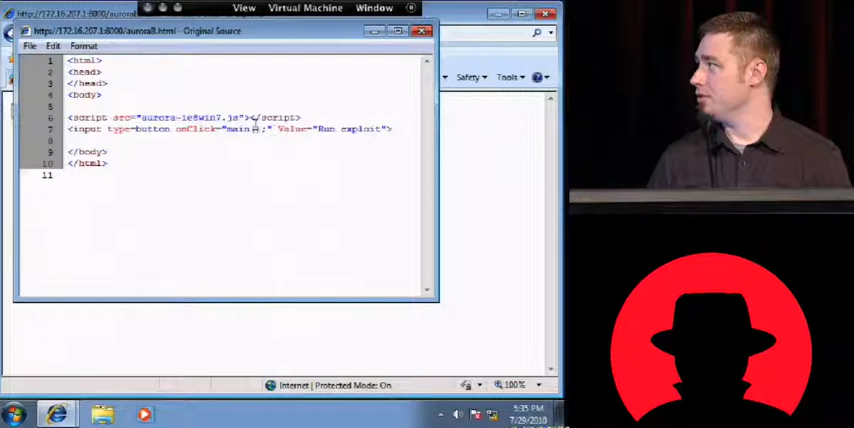 View Virtual Machine Window
http://172.16.207.1:8000/aurora8.html - Original Source
File Edit Format
Safety Tools
1 <html>
2 <head>
3 </head>
4 <body>
5
6 <script src="aurora-ie8win7.js"></script>
7 <input type=button onClick="main();" Value="Run exploit">
8
9 </body>
10 </html>
11
Internet | Protected Mode: On
100%
5:35 PM
7/29/2010